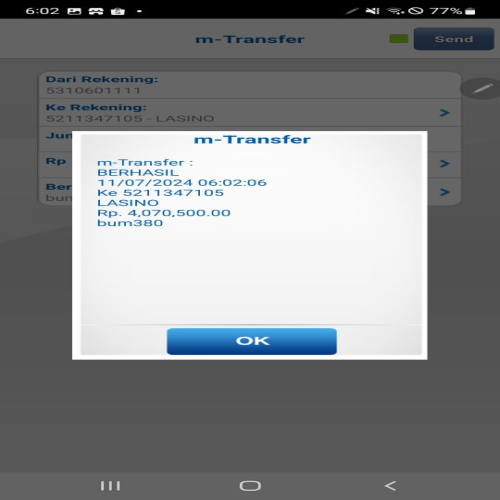 6:02
77%
m-Transfer
Send
Dari Rekening:
5310601111
Ke Rekening:
5211347105 - LASINO
Jum
Rp
Ber
bum
m-Transfer
m-Transfer :
BERHASIL
11/07/2024 06:02:06
Ke 5211347105
LASINO
Rp. 4,070,500.00
bum380
OK